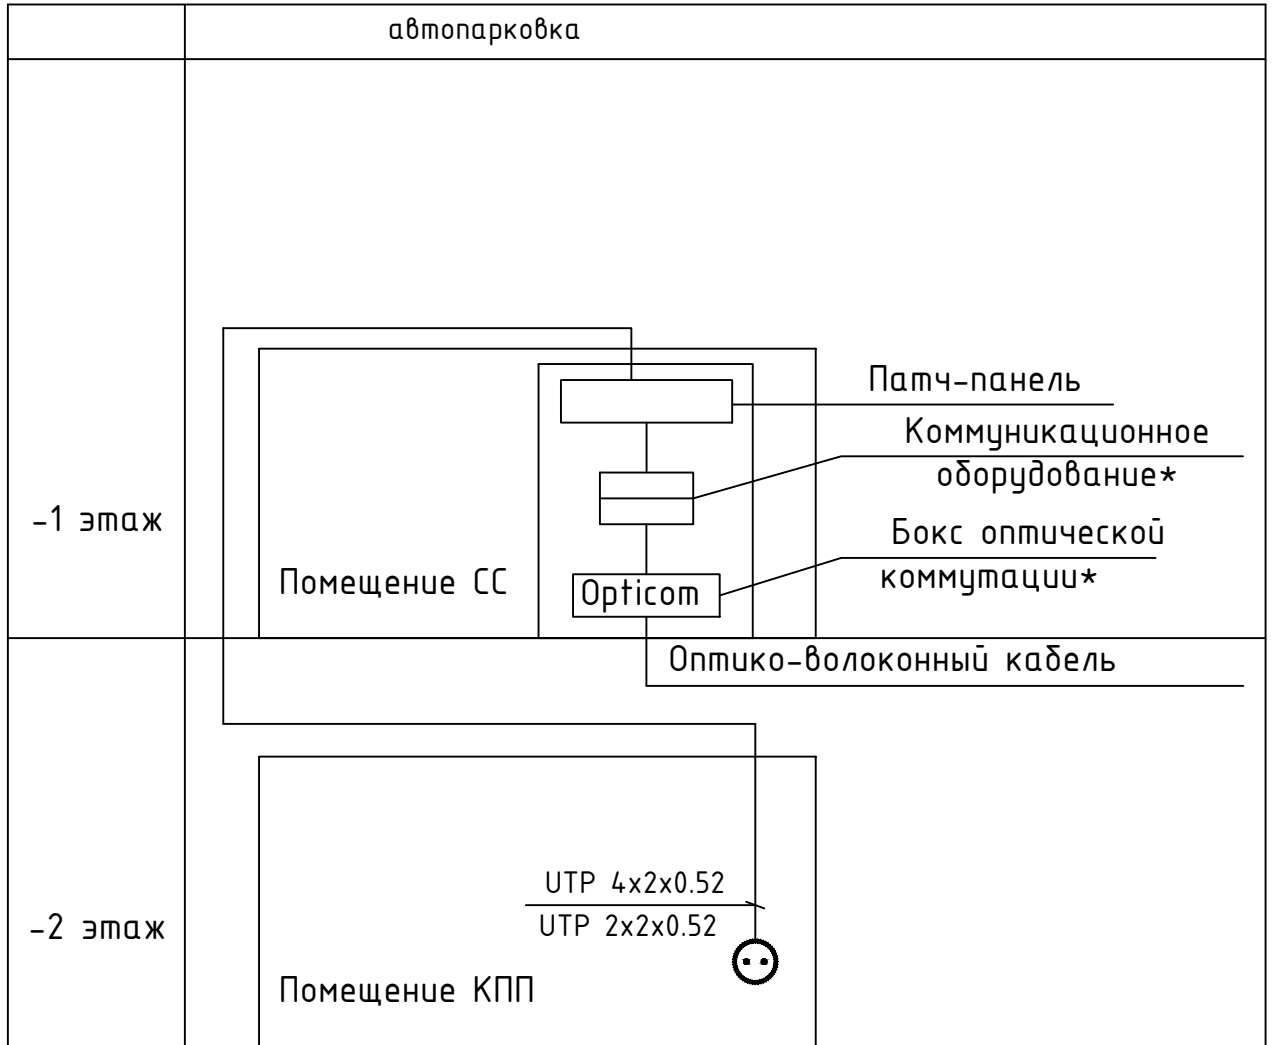 автопарковка
Патч-панель
Коммуникационное
оборудование*
-1 этаж
Бокс оптической
коммутации*
Помещение СС
Opticom
Оптико-волоконный кабель
UTP 4x2x0.52
UTP 2x2x0.52
-2 этаж
Помещение КПП